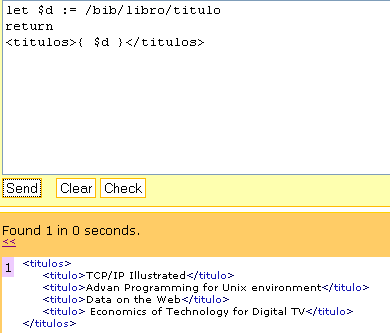 let $d := /bib/libro/titulo
return
<titulos>{ $d }</titulos>
Send Clear Check
Found 1 in 0 seconds.
<<
1 <titulos>
<titulo>TCP/IP Illustrated</titulo>
<titulo>Advan Programming for Unix environment</titulo>
<titulo>Data on the Web</titulo>
<titulo> Economics of Technology for Digital TV</titulo>
</titulos>